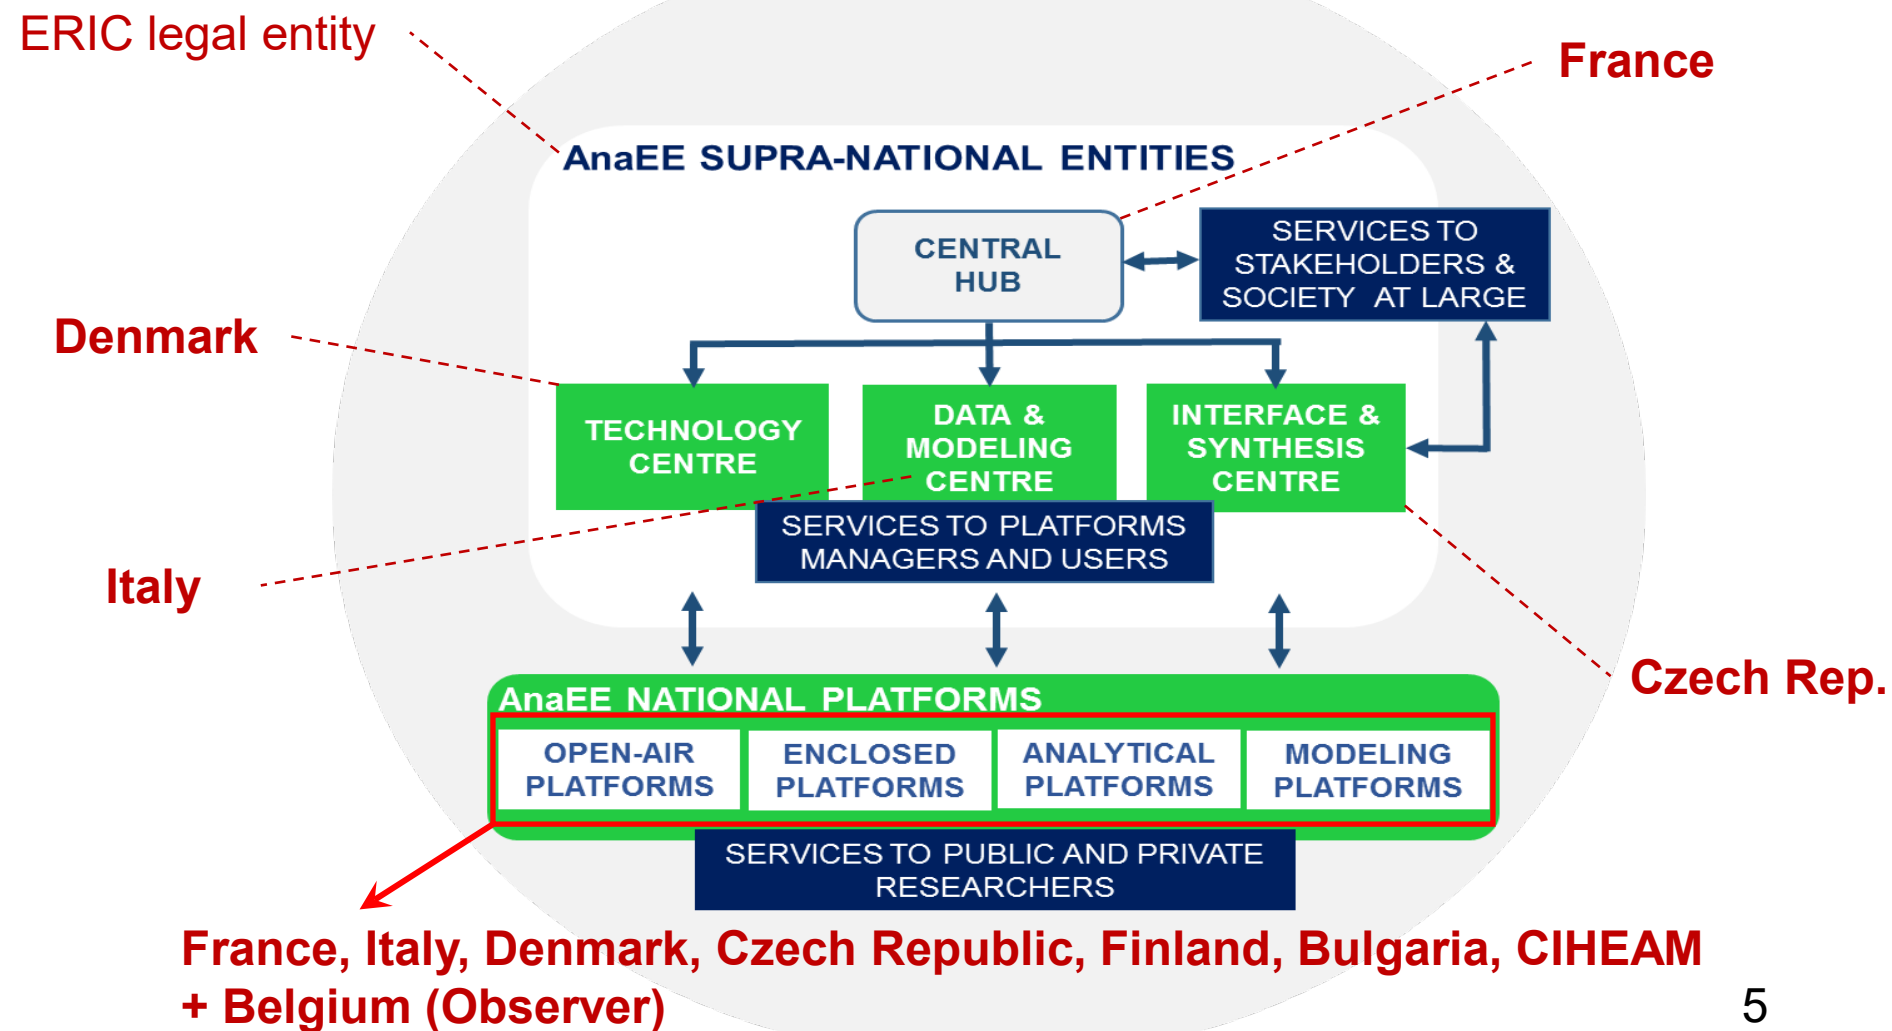 ERIC legal entity
France
AnaEE SUPRA-NATIONAL ENTITIES
CENTRAL
HUB
SERVICES TO
STAKEHOLDERS &
SOCIETY AT LARGE
Denmark
TECHNOLOGY
CENTRE
DATA &
MODELING
CENTRE
INTERFACE &
SYNTHESIS
CENTRE
SERVICES TO PLATFORMS
MANAGERS AND USERS
Italy
Czech Rep.
AnaEE NATIONAL PLATFORMS
OPEN-AIR
PLATFORMS
ENCLOSED
PLATFORMS
ANALYTICAL
PLATFORMS
MODELING
PLATFORMS
SERVICES TO PUBLIC AND PRIVATE
RESEARCHERS
France, Italy, Denmark, Czech Republic, Finland, Bulgaria, CIHEAM
+ Belgium (Observer)
5